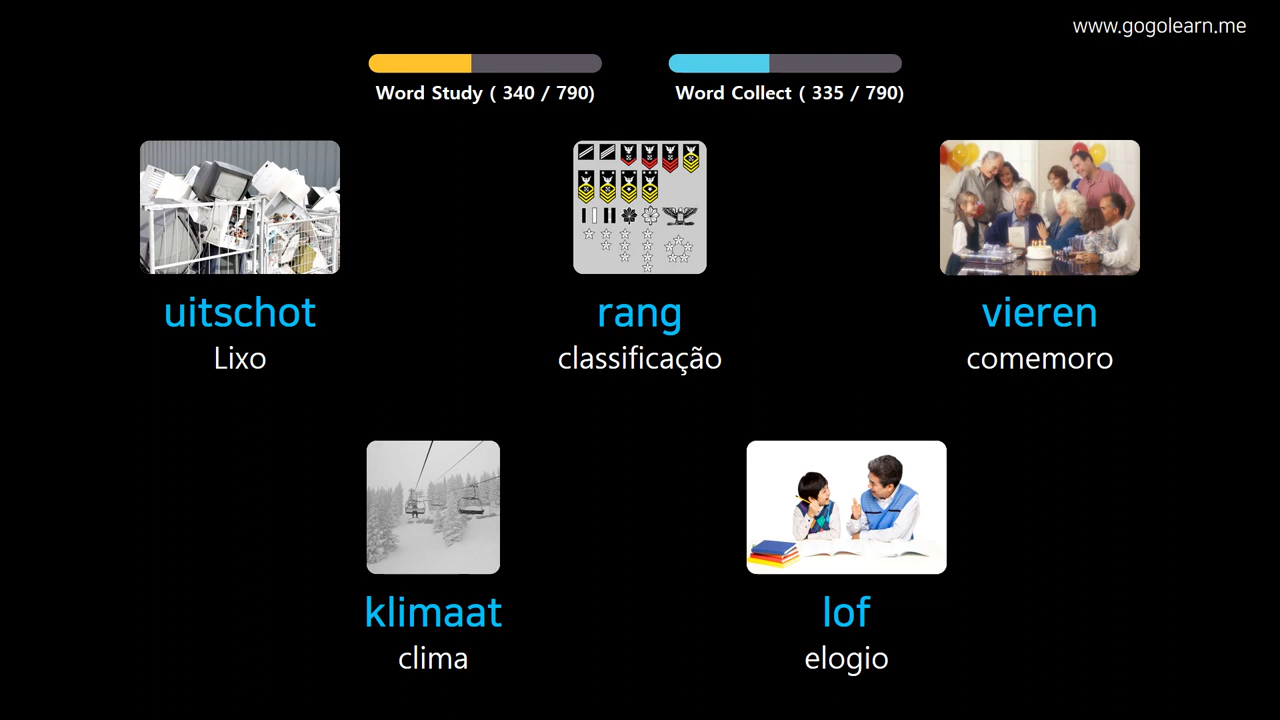 www.gogolearn.me
Word Study ( 340 / 790)
Word Collect ( 335 / 790)
uitschot
Lixo
rang
classificação
vieren
comemoro
klimaat
clima
lof
elogio